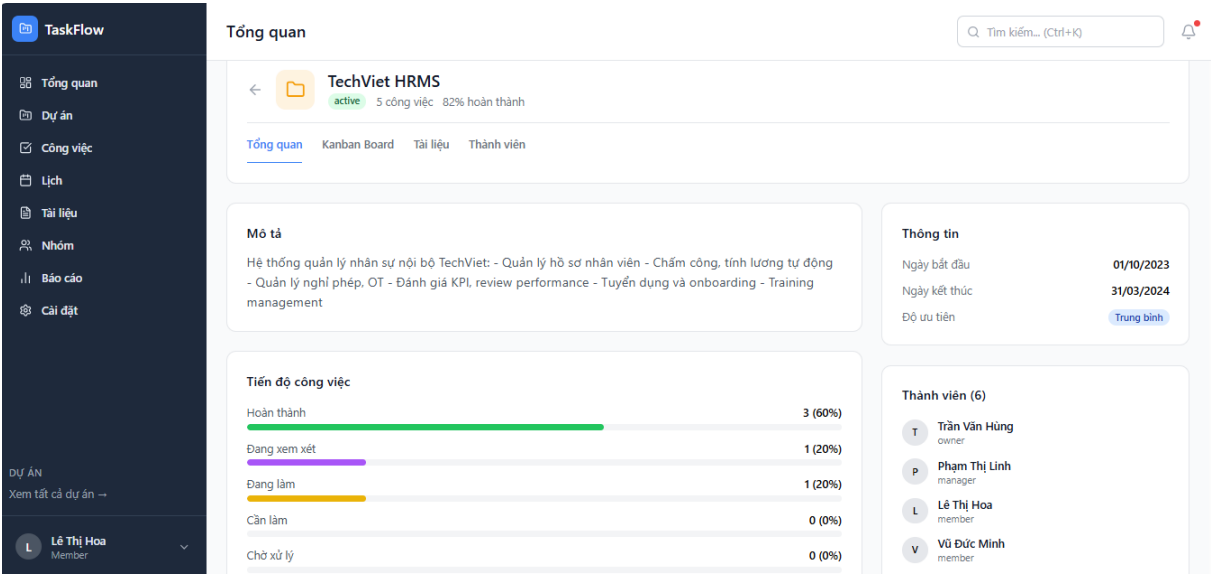 TaskFlow
Tổng quan
Dự án
Công việc
Lịch
Tài liệu
Nhóm
Báo cáo
Cài đặt
DỰ ÁN
Xem tất cả dự án →
L
Lê Thị Hoa
Member
Tổng quan
Tìm kiếm... (Ctrl+K)
TechViet HRMS
active 5 công việc 82% hoàn thành
Tổng quan Kanban Board Tài liệu Thành viên
Mô tả
Hệ thống quản lý nhân sự nội bộ TechViet: - Quản lý hồ sơ nhân viên - Chấm công, tính lương tự động
- Quản lý nghỉ phép, OT - Đánh giá KPI, review performance - Tuyển dụng và onboarding - Training
management
Tiến độ công việc
Hoàn thành 3 (60%)
Đang xem xét 1 (20%)
Đang làm 1 (20%)
Cần làm 0 (0%)
Chờ xử lý 0 (0%)
Thông tin
Ngày bắt đầu 01/10/2023
Ngày kết thúc 31/03/2024
Độ ưu tiên Trung bình
Thành viên (6)
T
Trần Văn Hùng
owner
P
Phạm Thị Linh
manager
L
Lê Thị Hoa
member
V
Vũ Đức Minh
member